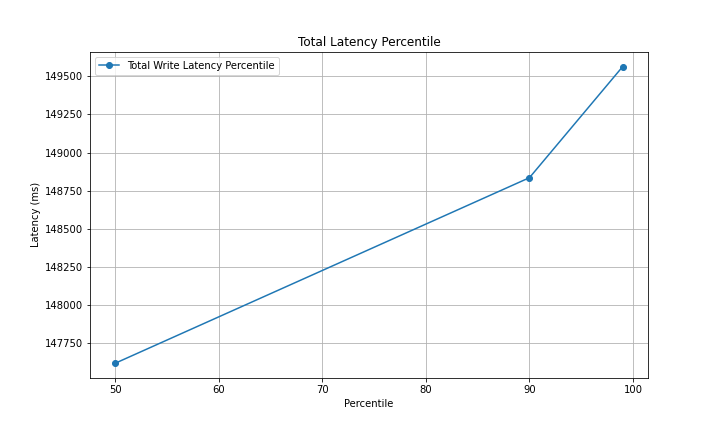 Total Latency Percentile
Total Write Latency Percentile
149500
149250
149000
148750
148500
148250
148000
147750
Latency (ms)
50 60 70 80 90 100
Percentile